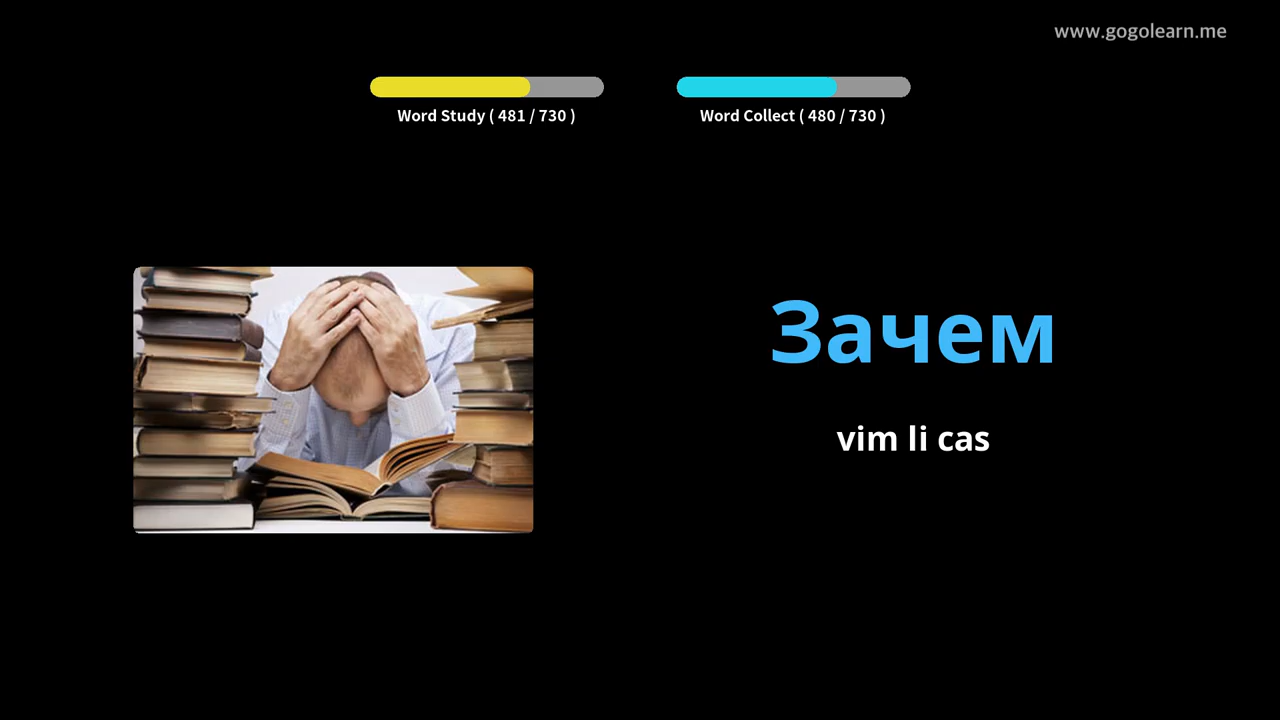 www.gogolearn.me
Word Study ( 481 / 730 )
Word Collect ( 480 / 730 )
Зачем
vim li cas